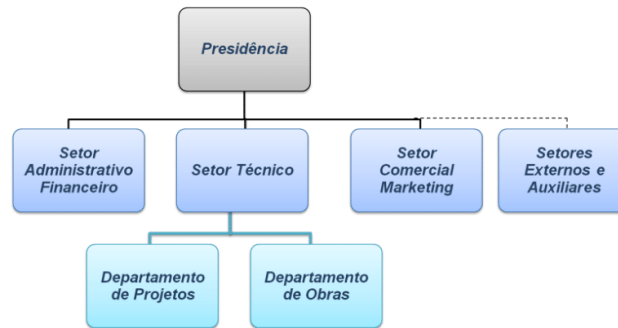 Presidência
Setor
Administrativo
Financeiro
Setor Técnico
Setor
Comercial
Marketing
Setores
Externos e
Auxiliares
Departamento
de Projetos
Departamento
de Obras